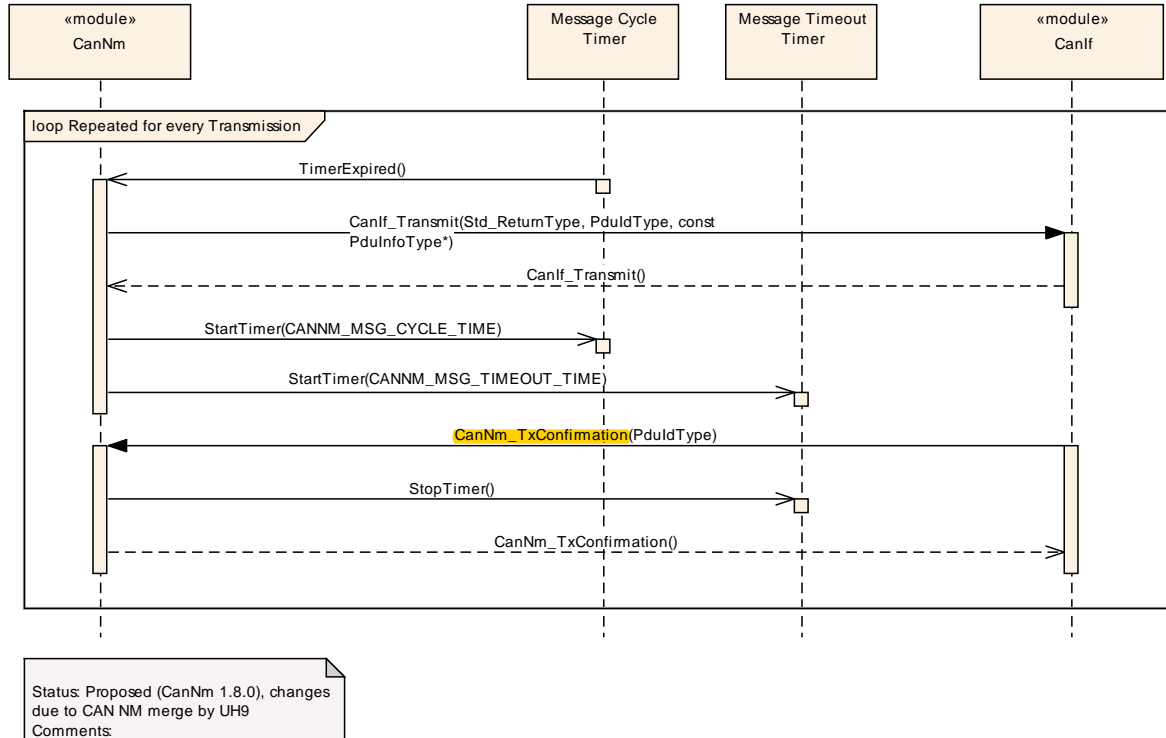 «module»
CanNm
Message Cycle
Timer
Message Timeout
Timer
«module»
CanIf
loop Repeated for every Transmission
TimerExpired()
CanIf_Transmit(Std_ReturnType, PduIdType, const
PduInfoType*)
CanIf_Transmit()
StartTimer(CANNM_MSG_CYCLE_TIME)
StartTimer(CANNM_MSG_TIMEOUT_TIME)
CanNm_TxConfirmation(PduIdType)
StopTimer()
CanNm_TxConfirmation()
Status: Proposed (CanNm 1.8.0), changes
due to CAN NM merge by UH9
Comments: